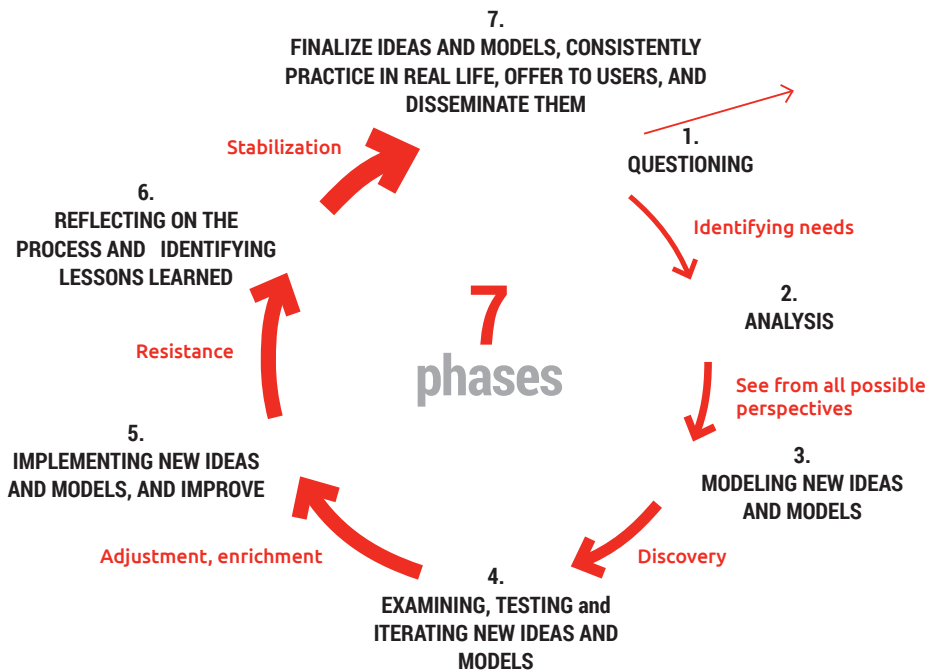 7.
FINALIZE IDEAS AND MODELS, CONSISTENTLY
PRACTICE IN REAL LIFE, OFFER TO USERS, AND
DISSEMINATE THEM
Stabilization
1.
QUESTIONING
Identifying needs
2.
ANALYSIS
See from all possible
perspectives
3.
MODELING NEW IDEAS
AND MODELS
Discovery
4.
EXAMINING, TESTING and
ITERATING NEW IDEAS AND
MODELS
Adjustment, enrichment
5.
IMPLEMENTING NEW IDEAS
AND MODELS, AND IMPROVE
Resistance
6.
REFLECTING ON THE
PROCESS AND IDENTIFYING
LESSONS LEARNED
7
phases